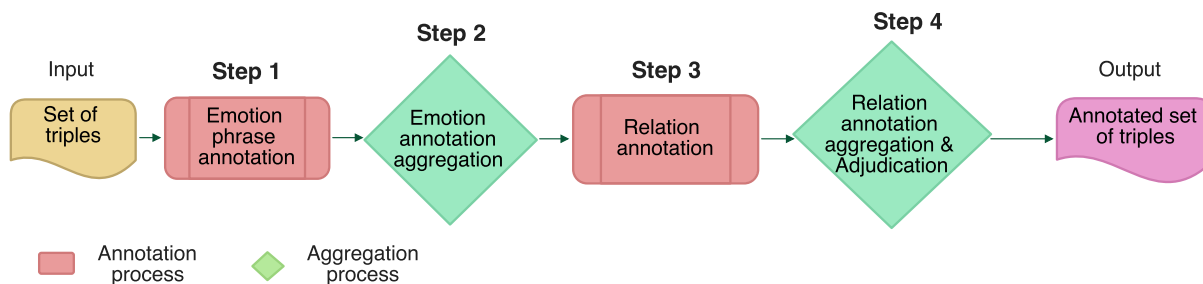 Input
Set of
triples
Step 1
Emotion
phrase
annotation
Step 2
Emotion
annotation
aggregation
Step 3
Relation
annotation
Step 4
Relation
annotation
aggregation &
Adjudication
Output
Annotated set
of triples
Annotation
process
Aggregation
process